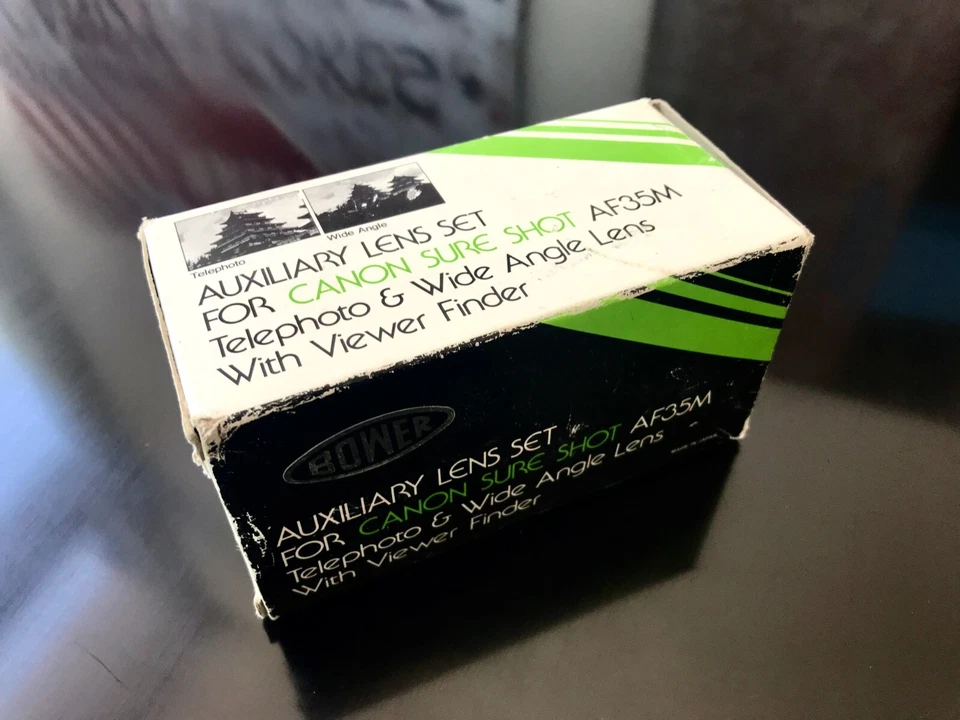 Telephoto
Wide Angle
AUXILIARY LENS SET
FOR CANON SURE SHOT AF35M
Telephoto & Wide Angle Lens
With Viewer Finder
BOWER
AUXILIARY LENS SET
FOR CANON SURE SHOT AF35M
Telephoto & Wide Angle Lens
With Viewer Finder